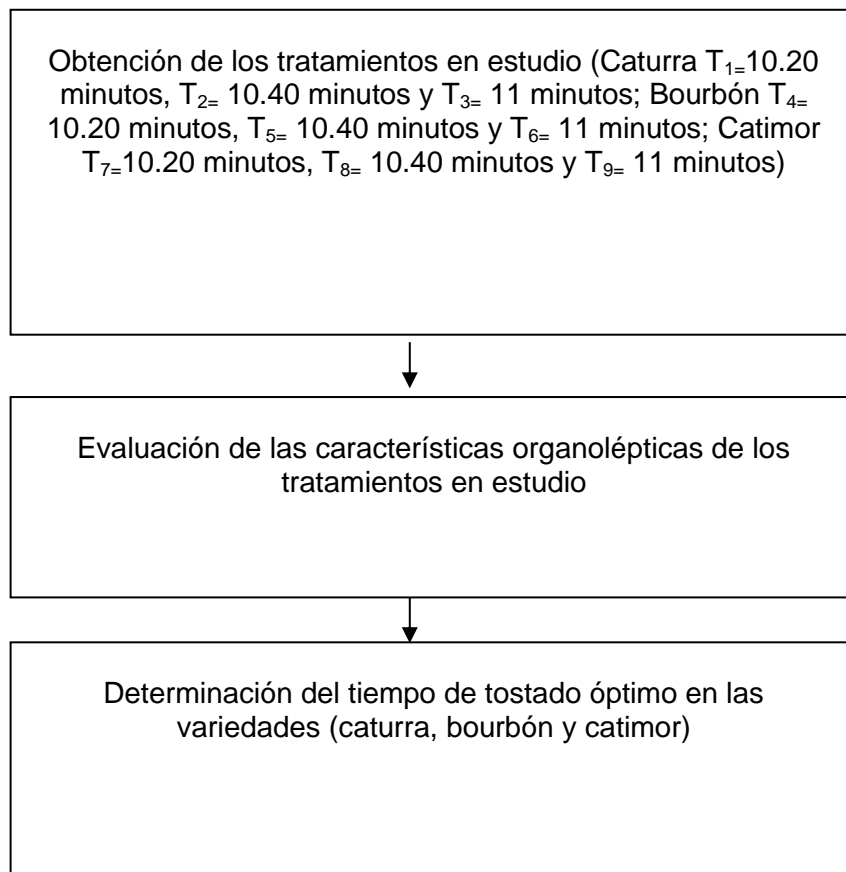 Obtención de los tratamientos en estudio (Caturra T₁₌10.20
minutos, T₂₌ 10.40 minutos y T₃₌ 11 minutos; Bourbón T₄₌
10.20 minutos, T₅₌ 10.40 minutos y T₆₌ 11 minutos; Catimor
T₇₌10.20 minutos, T₈₌ 10.40 minutos y T₉₌ 11 minutos)
Evaluación de las características organolépticas de los
tratamientos en estudio
Determinación del tiempo de tostado óptimo en las
variedades (caturra, bourbón y catimor)